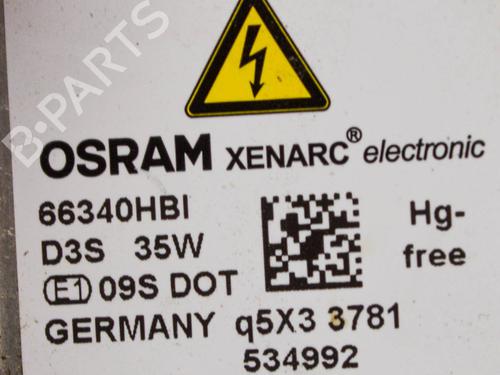 B-PARTS
OSRAM XENARC® electronic
66340HBI
D3S 35W
Hg-
free
E1 09S DOT
GERMANY q5X3 3781
534992